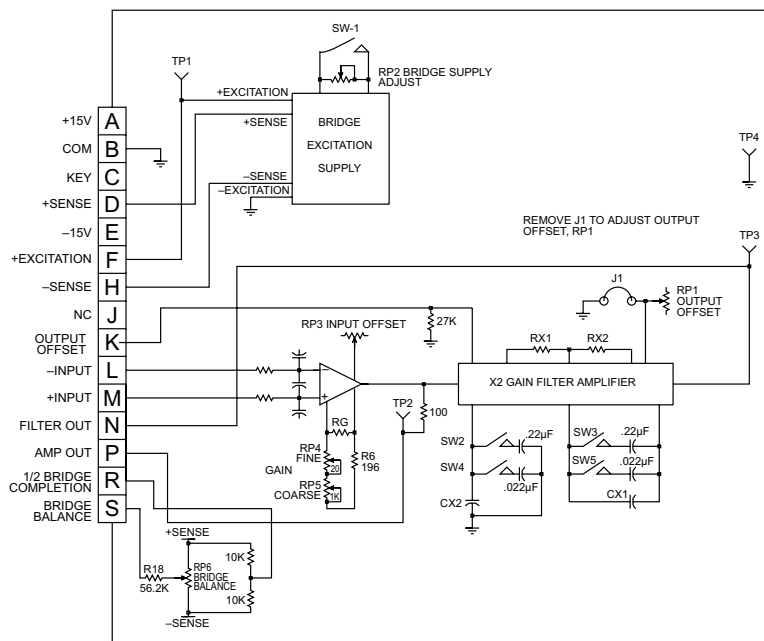 SW-1
TP1
RP2 BRIDGE SUPPLY
ADJUST
+EXCITATION
+SENSE
–SENSE
–EXCITATION
BRIDGE
EXCITATION
SUPPLY
+15V A
COM B
KEY C
+SENSE D
–15V E
+EXCITATION F
–SENSE H
NC J
OUTPUT
OFFSET K
–INPUT L
+INPUT M
FILTER OUT N
AMP OUT P
1/2 BRIDGE
COMPLETION R
BRIDGE
BALANCE S
TP4
REMOVE J1 TO ADJUST OUTPUT
OFFSET, RP1
TP3
J1
RP1
OUTPUT
OFFSET
27K
RP3 INPUT OFFSET
RX1
RX2
–
+
X2 GAIN FILTER AMPLIFIER
TP2
100
RG
RP4
FINE
20
GAIN
RP5
COARSE
1K
R6
196
SW2
.22µF
SW4
.022µF
CX2
SW3
.22µF
SW5
.022µF
CX1
+SENSE
R18
56.2K
RP6
BRIDGE
BALANCE
10K
10K
–SENSE